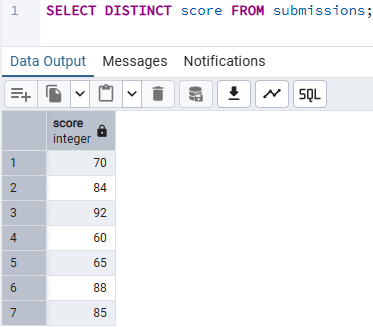 1 SELECT DISTINCT score FROM submissions;
Data Output Messages Notifications
SQL
score
integer
1 70
2 84
3 92
4 60
5 65
6 88
7 85